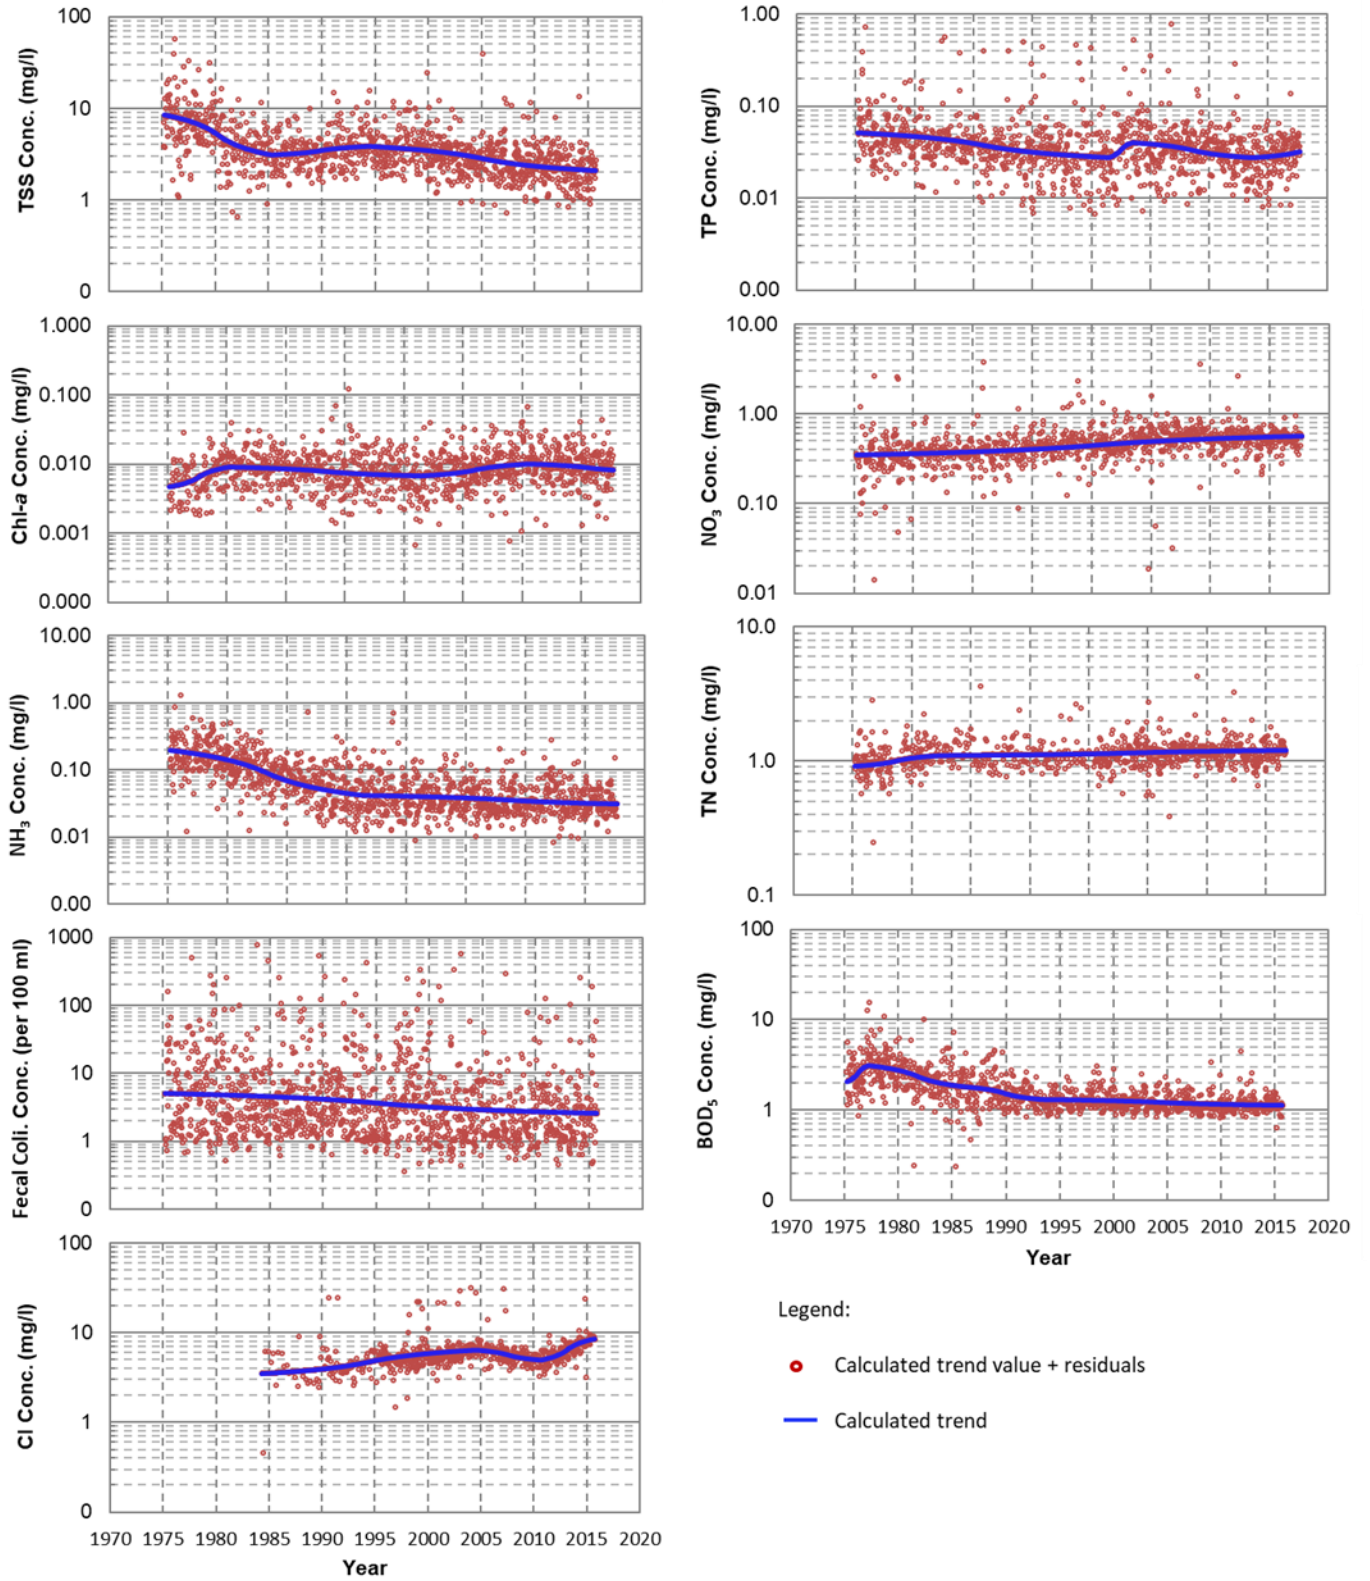 TSS Conc. (mg/l)
100
10
1
0
TP Conc. (mg/l)
1.00
0.10
0.01
0.00
Chl-a Conc. (mg/l)
1.000
0.100
0.010
0.001
0.000
NO3 Conc. (mg/l)
10.00
1.00
0.10
0.01
NH3 Conc. (mg/l)
10.00
1.00
0.10
0.01
0.00
TN Conc. (mg/l)
10.0
1.0
0.1
Fecal Coli. Conc. (per 100 ml)
1000
100
10
1
0
BOD5 Conc. (mg/l)
100
10
1
0
1970 1975 1980 1985 1990 1995 2000 2005 2010 2015 2020
Year
Cl Conc. (mg/l)
100
10
1
0
1970 1975 1980 1985 1990 1995 2000 2005 2010 2015 2020
Year
Legend:
Calculated trend value + residuals
Calculated trend